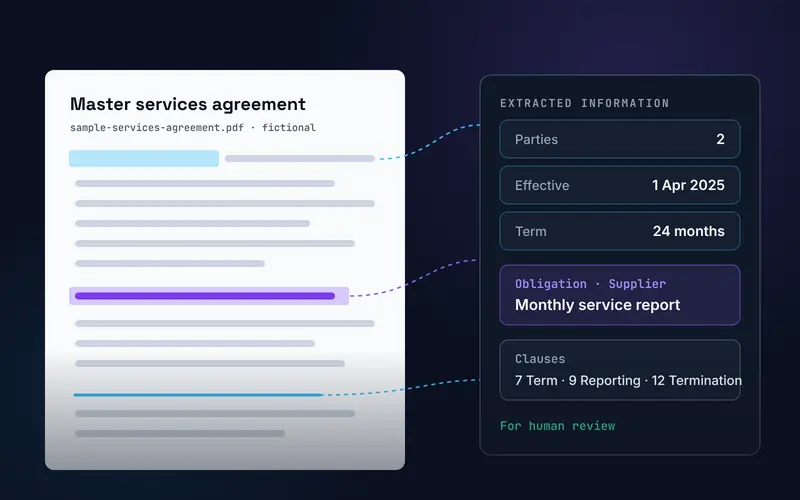 Master services agreement
sample-services-agreement.pdf · fictional
EXTRACTED INFORMATION
Parties 2
Effective 1 Apr 2025
Term 24 months
Obligation · Supplier
Monthly service report
Clauses
7 Term · 9 Reporting · 12 Termination
For human review